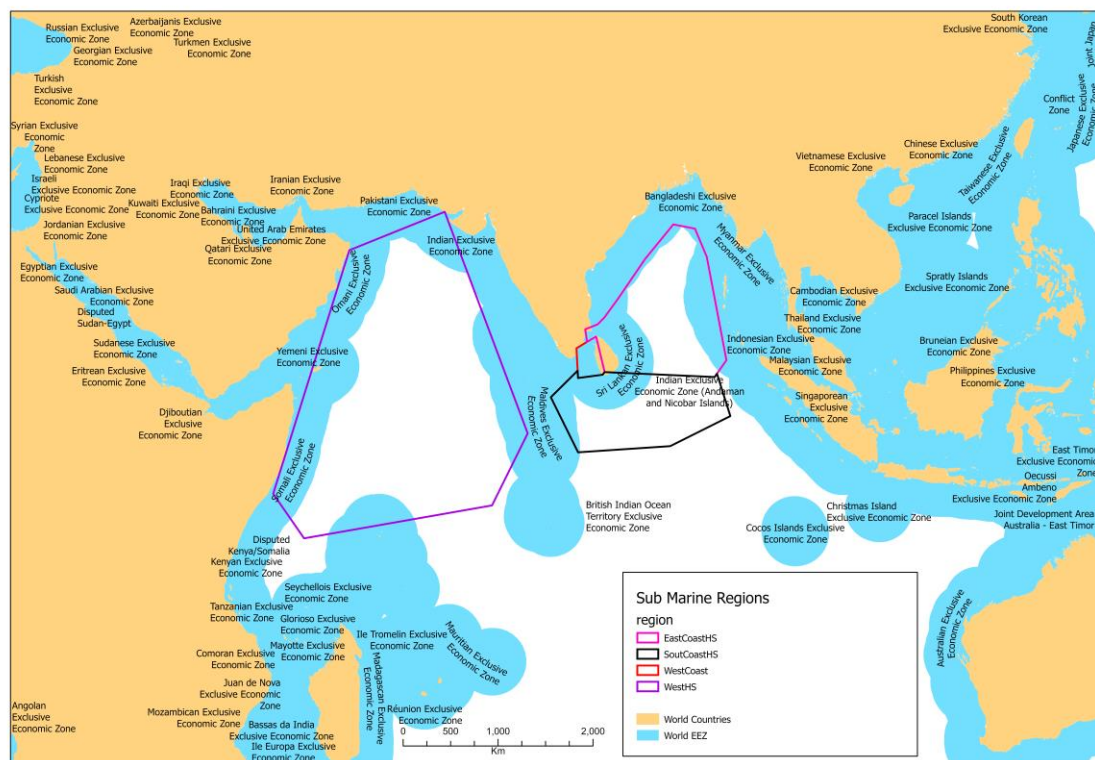 Russian Exclusive
Economic Zone
Azerbaijanis Exclusive
Economic Zone
Georgian Exclusive
Economic Zone
Turkmen Exclusive
Economic Zone
South Korean
Exclusive Economic Zone
Joint Japan
Turkish
Exclusive
Economic Zone
Conflict
Zone
Japanese Exclusive
Economic Zone
Syrian Exclusive
Economic
Zone
Lebanese Exclusive
Economic Zone
Israeli
Exclusive Economic Zone
Cypriote
Exclusive Economic Zone
Jordanian Exclusive
Economic Zone
Iraqi Exclusive
Economic Zone
Kuwaiti Exclusive
Economic Zone
Iranian Exclusive
Economic Zone
Bahraini Exclusive
Economic Zone
United Arab Emirates
Exclusive Economic Zone
Qatari Exclusive
Economic Zone
Pakistani Exclusive
Economic Zone
Indian Exclusive
Economic Zone
Omani Exclusive
Economic Zone
Bangladeshi Exclusive
Economic Zone
Myanmar Exclusive
Economic Zone
Vietnamese Exclusive
Economic Zone
Chinese Exclusive
Economic Zone
Taiwanese Exclusive
Economic Zone
Paracel Islands
Exclusive Economic Zone
Egyptian Exclusive
Economic Zone
Saudi Arabian Exclusive
Economic Zone
Disputed
Sudan-Egypt
Sudanese Exclusive
Economic Zone
Eritrean Exclusive
Economic Zone
Yemeni Exclusive
Economic Zone
Djiboutian
Exclusive
Economic Zone
Spratly Islands
Exclusive Economic Zone
Cambodian Exclusive
Economic Zone
Thailand Exclusive
Economic Zone
Indonesian Exclusive
Economic Zone
Malaysian Exclusive
Economic Zone
Bruneian Exclusive
Economic Zone
Philippines Exclusive
Economic Zone
Singaporean
Exclusive
Economic Zone
Sri Lankan Exclusive
Economic Zone
Indian Exclusive
Economic Zone (Andaman
and Nicobar Islands)
Maldives Exclusive
Economic Zone
Somali Exclusive
Economic Zone
East Timor
Exclusive Economic
Zone
Oecussi
Ambeno
Exclusive Economic Zone
Joint Development Area
Australia - East Timor
British Indian Ocean
Territory Exclusive
Economic Zone
Christmas Island
Exclusive Economic Zone
Cocos Islands Exclusive
Economic Zone
Disputed
Kenya/Somalia
Kenyan Exclusive
Economic Zone
Seychellois Exclusive
Economic Zone
Tanzanian Exclusive
Economic Zone
Glorioso Exclusive
Economic Zone
Ile Tromelin Exclusive
Economic Zone
Mauritian Exclusive
Economic Zone
Mayotte Exclusive
Economic Zone
Comoran Exclusive
Economic Zone
Juan de Nova
Exclusive Economic
Zone
Madagascan Exclusive
Economic Zone
Australian Exclusive
Economic Zone
Angolan
Exclusive
Economic Zone
Mozambican Exclusive
Economic Zone
Bassas da India
Exclusive Economic Zone
Ile Europa Exclusive
Economic Zone
Réunion Exclusive
Economic Zone
0 500 1,000 2,000
Km
Sub Marine Regions
region
EastCoastHS
SoutCoastHS
WestCoast
WestHS
World Countries
World EEZ